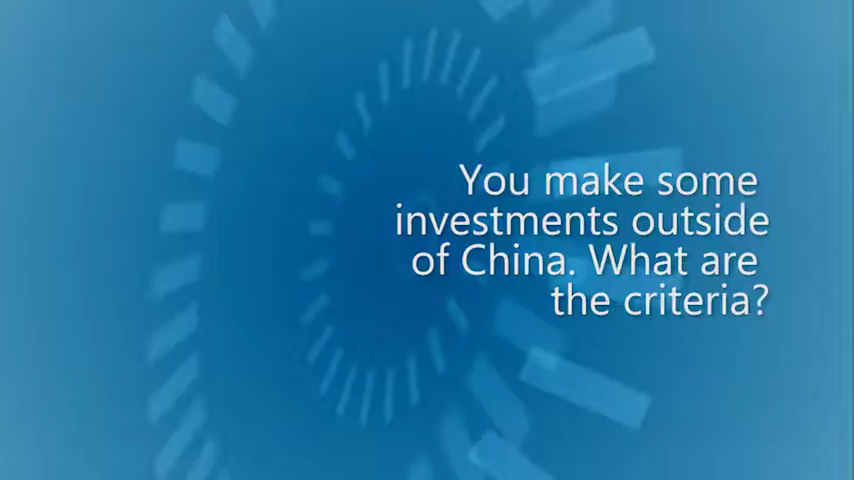 You make some
investments outside
of China. What are
the criteria?